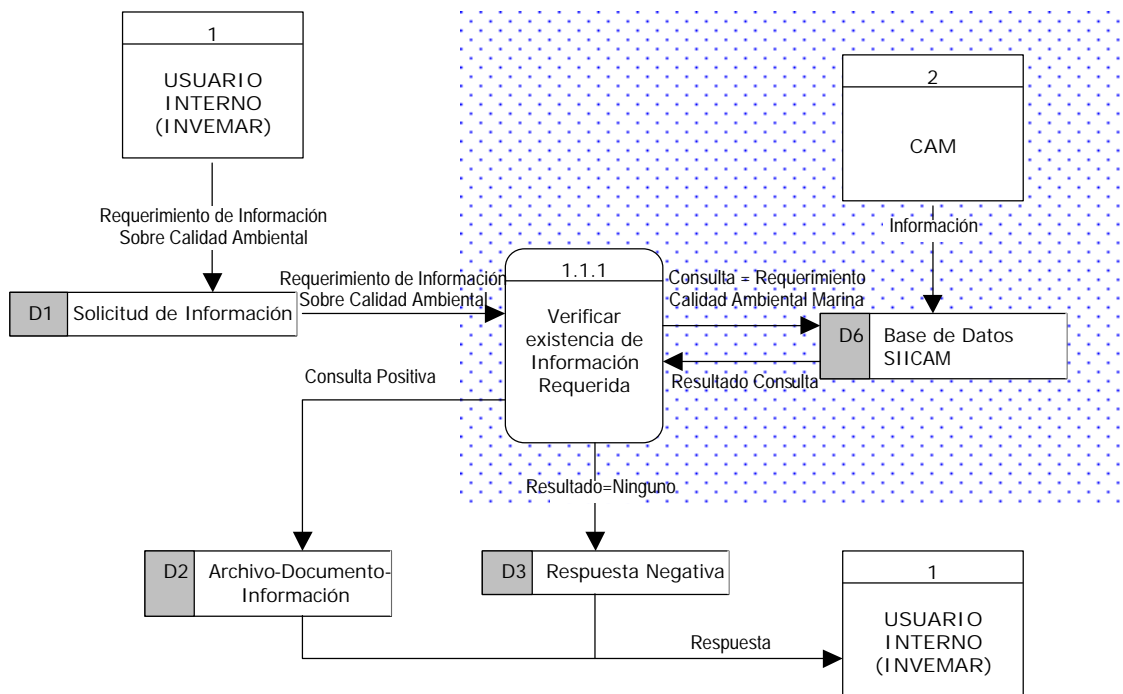 1
USUARIO
INTERNO
(INVEMAR)
2
CAM
Requerimiento de Información
Sobre Calidad Ambiental
Información
D1
Solicitud de Información
Requerimiento de Información
Sobre Calidad Ambiental
1.1.1
Verificar
existencia de
Información
Requerida
Consulta = Requerimiento
Calidad Ambiental Marina
D6
Base de Datos
SIICAM
Resultado Consulta
Consulta Positiva
Resultado=Ninguno
D2
Archivo-Documento-
Información
D3
Respuesta Negativa
Respuesta
1
USUARIO
INTERNO
(INVEMAR)